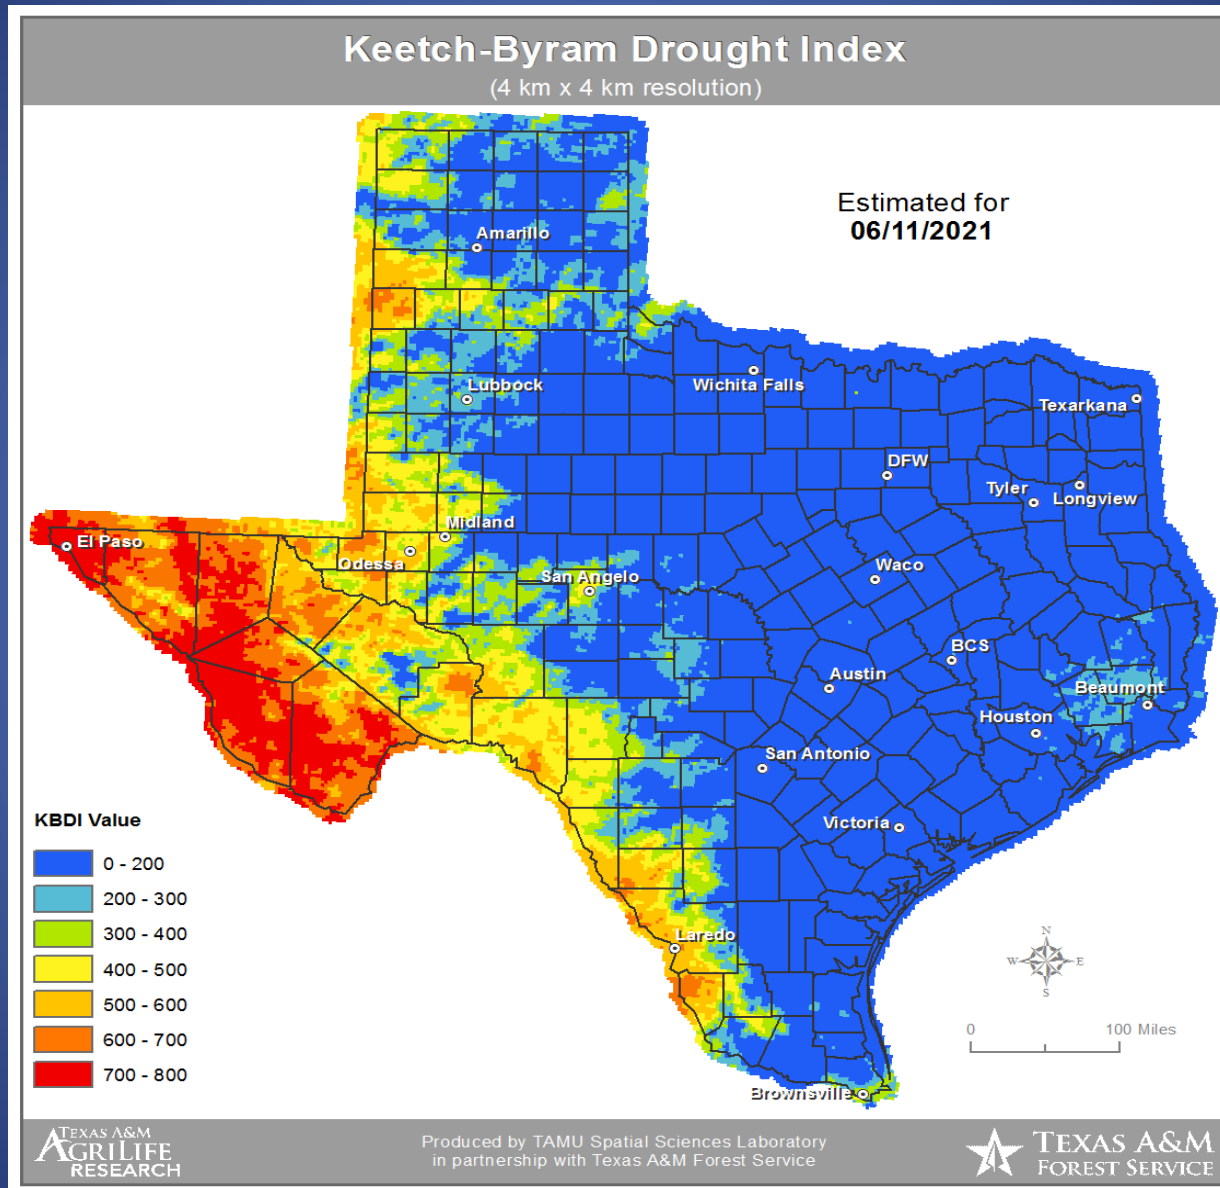 Keetch-Byram Drought Index
(4 km x 4 km resolution)
Estimated for
06/11/2021
Amarillo
Lubbock
Wichita Falls
Texarkana
DFW
Tyler
Longview
Midland
El Paso
Odessa
San Angelo
Waco
BCS
Austin
Beaumont
Houston
San Antonio
Victoria
Laredo
Brownsville
KBDI Value
0 - 200
200 - 300
300 - 400
400 - 500
500 - 600
600 - 700
700 - 800
N
W E
S
0 100 Miles
TEXAS A&M
AGRILIFE
RESEARCH
Produced by TAMU Spatial Sciences Laboratory
in partnership with Texas A&M Forest Service
TEXAS A&M
FOREST SERVICE